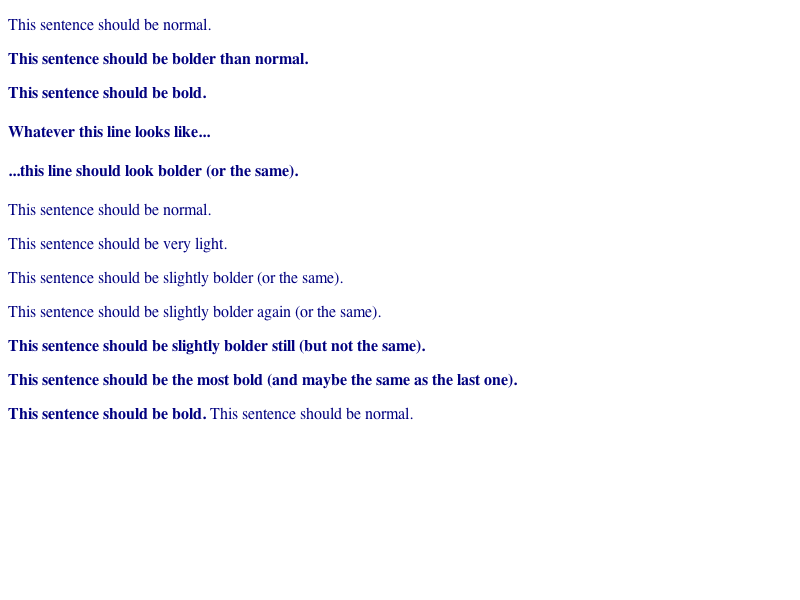 This sentence should be normal.
This sentence should be bolder than normal.
This sentence should be bold.
Whatever this line looks like...
...this line should look bolder (or the same).
This sentence should be normal.
This sentence should be very light.
This sentence should be slightly bolder (or the same).
This sentence should be slightly bolder again (or the same).
This sentence should be slightly bolder still (but not the same).
This sentence should be the most bold (and maybe the same as the last one).
This sentence should be bold. This sentence should be normal.